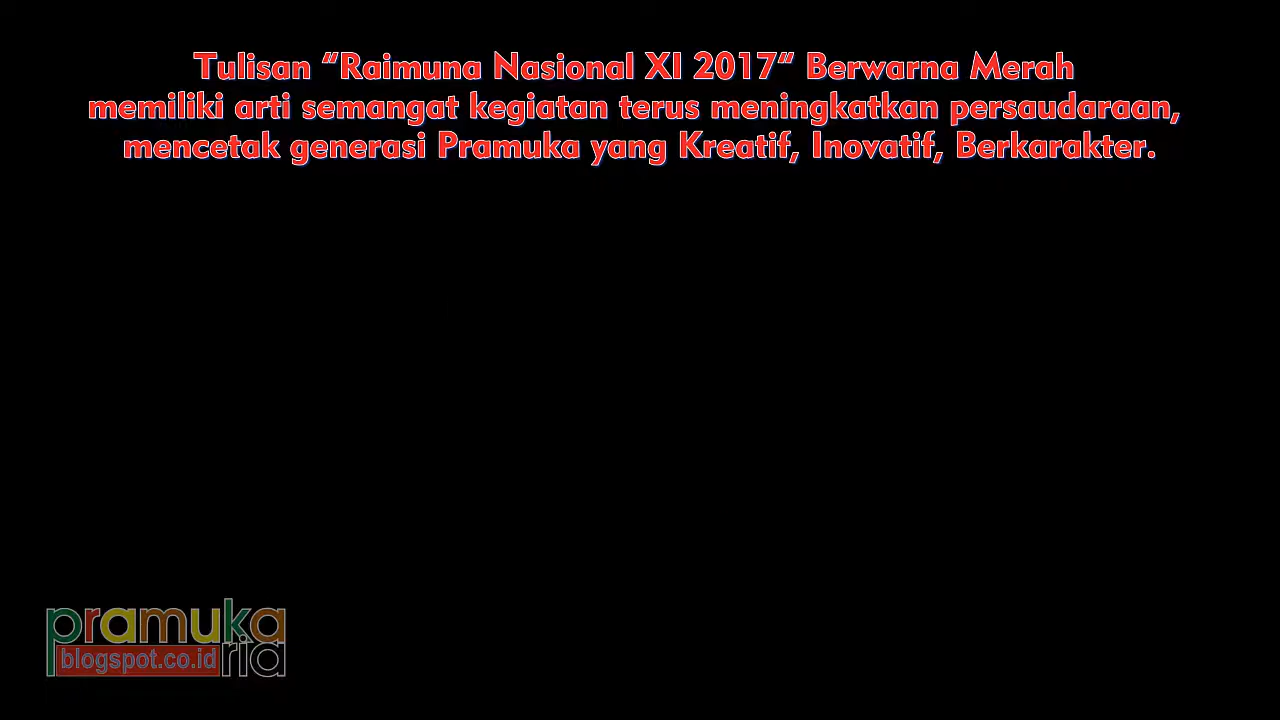 Tulisan “Raimuna Nasional XI 2017“ Berwarna Merah
memiliki arti semangat kegiatan terus meningkatkan persaudaraan,
mencetak generasi Pramuka yang Kreatif, Inovatif, Berkarakter.
pramuka
ria
blogspot.co.id